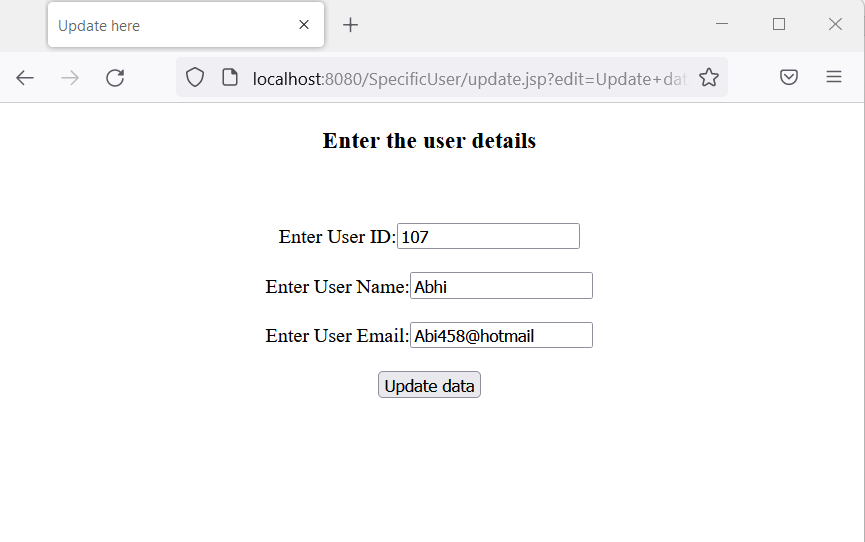 Update here
localhost:8080/SpecificUser/update.jsp?edit=Update+dat
Enter the user details
Enter User ID: 107
Enter User Name: Abhi
Enter User Email: Abi458@hotmail
Update data